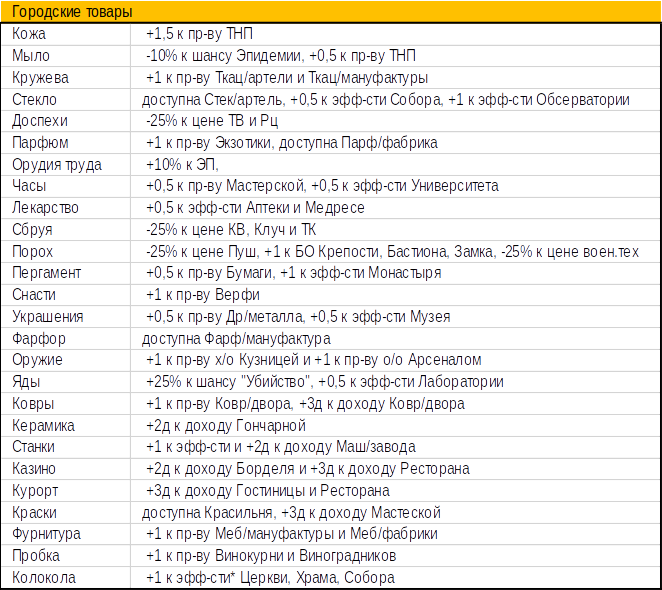 Городские товары
Кожа +1,5 к пр-ву ТНП
Мыло -10% к шансу Эпидемии, +0,5 к пр-ву ТНП
Кружева +1 к пр-ву Ткац/артели и Ткац/мануфактуры
Стекло доступна Стек/артель, +0,5 к эфф-сти Собора, +1 к эфф-сти Обсерватории
Доспехи -25% к цене ТВ и Рц
Парфюм +1 к пр-ву Экзотики, доступна Парф/фабрика
Орудия труда +10% к ЭП,
Часы +0,5 к пр-ву Мастерской, +0,5 к эфф-сти Университета
Лекарство +0,5 к эфф-сти Аптеки и Медресе
Сбруя -25% к цене КВ, Клуч и ТК
Порох -25% к цене Пуш, +1 к БО Крепости, Бастиона, Замка, -25% к цене воен.тех
Пергамент +0,5 к пр-ву Бумаги, +1 к эфф-сти Монастыря
Снасти +1 к пр-ву Верфи
Украшения +0,5 к пр-ву Др/металла, +0,5 к эфф-сти Музея
Фарфор доступна Фарф/мануфактура
Оружие +1 к пр-ву х/о Кузницей и +1 к пр-ву о/о Арсеналом
Яды +25% к шансу "Убийство", +0,5 к эфф-сти Лаборатории
Ковры +1 к пр-ву Ковр/двора, +3д к доходу Ковр/двора
Керамика +2д к доходу Гончарной
Станки +1 к эфф-сти и +2д к доходу Маш/завода
Казино +2д к доходу Борделя и +3д к доходу Ресторана
Курорт +3д к доходу Гостиницы и Ресторана
Краски доступна Красильня, +3д к доходу Мастеской
Фурнитура +1 к пр-ву Меб/мануфактуры и Меб/фабрики
Пробка +1 к пр-ву Винокурни и Виноградников
Колокола +1 к эфф-сти* Церкви, Храма, Собора